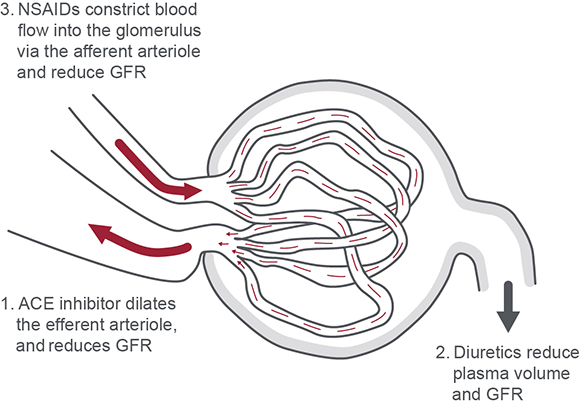 3. NSAIDs constrict blood
flow into the glomerulus
via the afferent arteriole
and reduce GFR
1. ACE inhibitor dilates
the efferent arteriole,
and reduces GFR
2. Diuretics reduce
plasma volume
and GFR